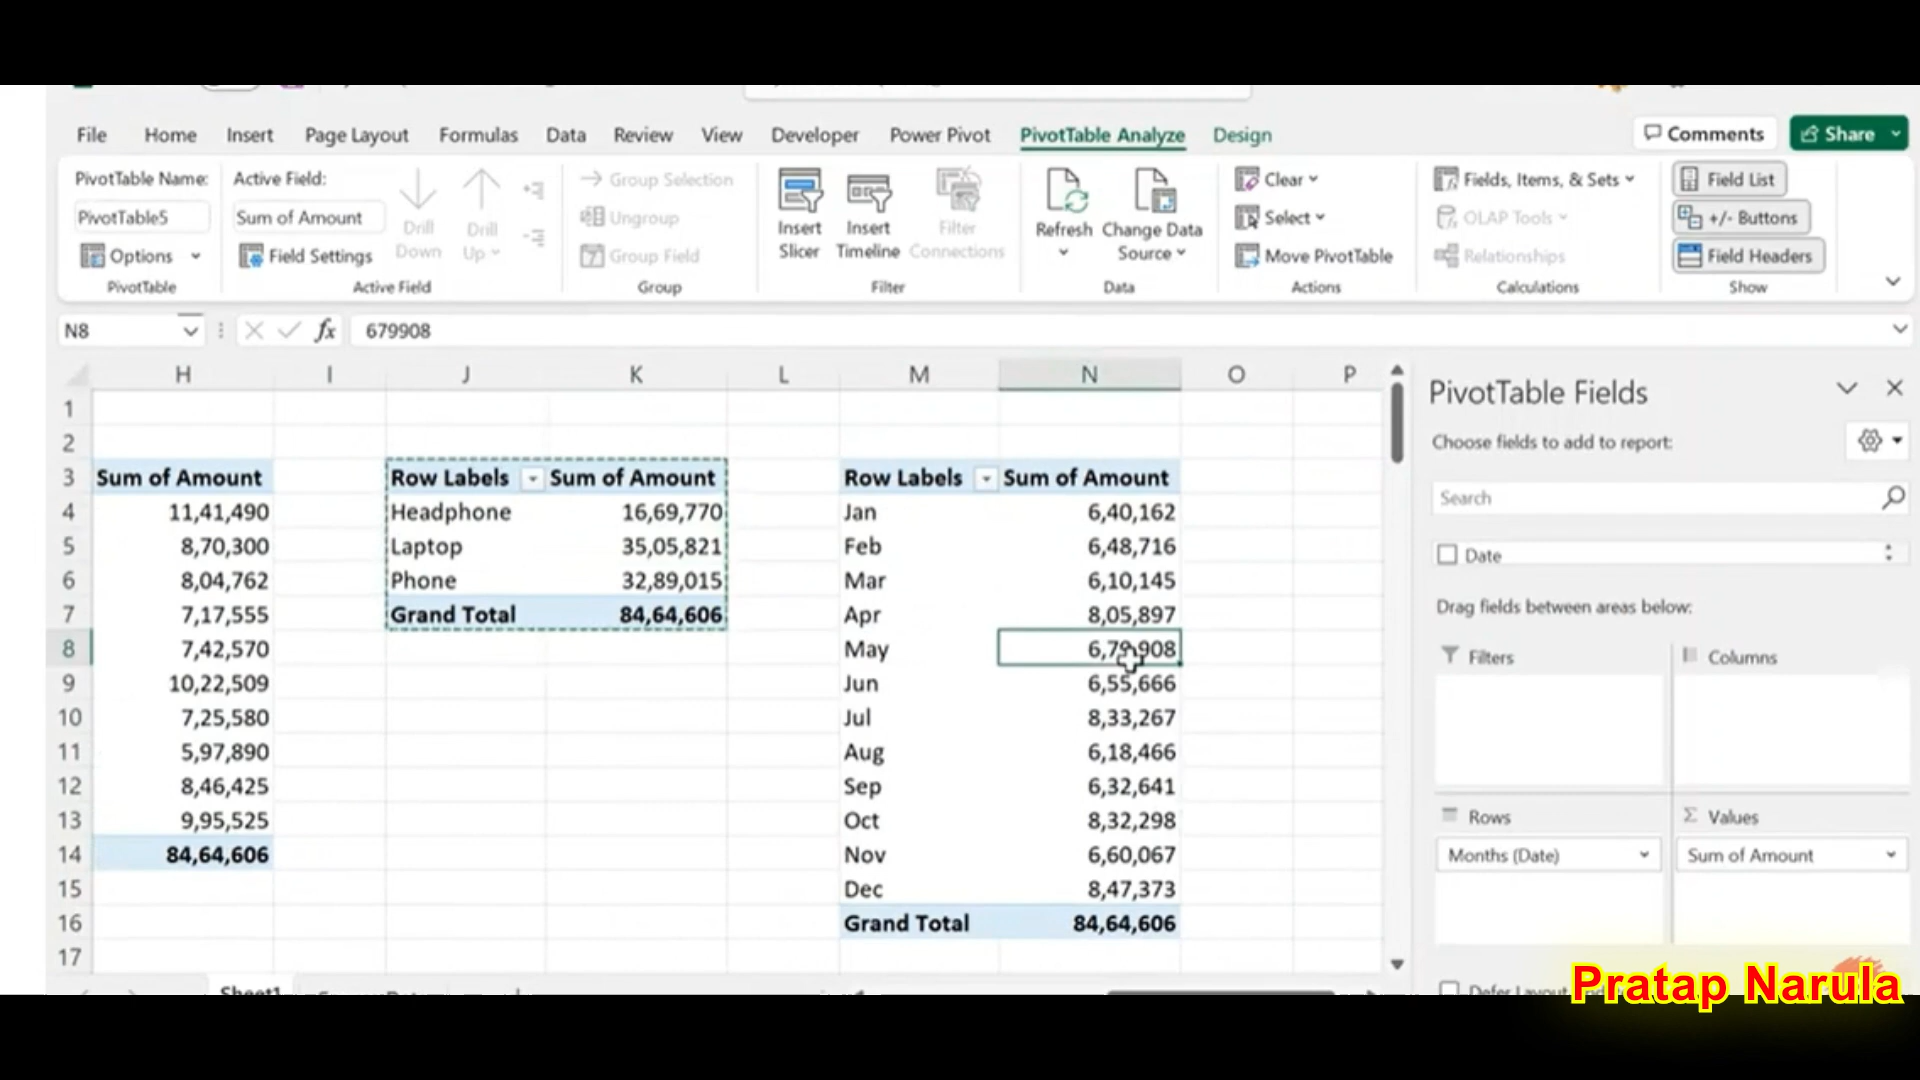 File Home Insert Page Layout Formulas Data Review View Developer Power Pivot PivotTable Analyze Design Comments Share
PivotTable Name:
PivotTable5
Options
PivotTable
Active Field:
Sum of Amount
Field Settings
Drill Down
Drill Up
Active Field
Group Selection
Ungroup
Group Field
Group
Insert Slicer
Insert Timeline
Filter Connections
Filter
Refresh
Change Data Source
Data
Clear
Select
Move PivotTable
Actions
Fields, Items, & Sets
OLAP Tools
Relationships
Calculations
Field List
+/- Buttons
Field Headers
Show
N8 fx 679908
H I J K L M N O P
1
2
3 Sum of Amount Row Labels Sum of Amount Row Labels Sum of Amount
4 11,41,490 Headphone 16,69,770 Jan 6,40,162
5 8,70,300 Laptop 35,05,821 Feb 6,48,716
6 8,04,762 Phone 32,89,015 Mar 6,10,145
7 7,17,555 Grand Total 84,64,606 Apr 8,05,897
8 7,42,570 May 6,79,908
9 10,22,509 Jun 6,55,666
10 7,25,580 Jul 8,33,267
11 5,97,890 Aug 6,18,466
12 8,46,425 Sep 6,32,641
13 9,95,525 Oct 8,32,298
14 84,64,606 Nov 6,60,067
15 Dec 8,47,373
16 Grand Total 84,64,606
17
Sheet1
PivotTable Fields
Choose fields to add to report:
Search
Date
Drag fields between areas below:
Filters Columns
Rows Values
Months (Date) Sum of Amount
Defer Layout
Pratap Narula